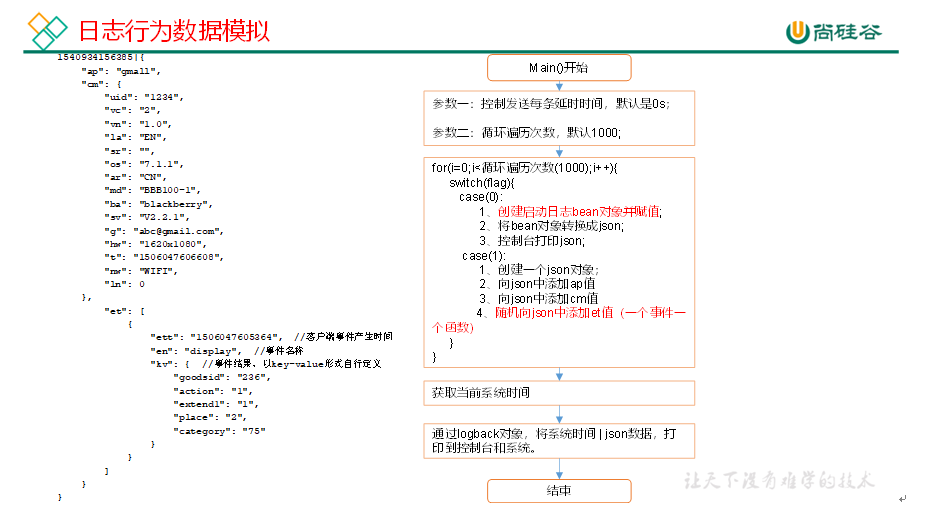 日志行为数据模拟
尚硅谷
1540934156385|{
"ap": "gmall",
"cm": {
"uid": "1234",
"vc": "2",
"vn": "1.0",
"la": "EN",
"sr": "",
"os": "7.1.1",
"ar": "CN",
"md": "BBB100-1",
"ba": "blackberry",
"sv": "V2.2.1",
"g": "abc@gmail.com",
"hw": "1620x1080",
"t": "1506047606608",
"nw": "WIFI",
"ln": 0
},
"et": [
{
"ett": "1506047605364", //客户端事件产生时间
"en": "display", //事件名称
"kv": { //事件结果，以key-value形式自行定义
"goodsid": "236",
"action": "1",
"extend1": "1",
"place": "2",
"category": "75"
}
}
]
}
}
Main()开始
参数一：控制发送每条延时时间，默认是0s；
参数二：循环遍历次数，默认1000;
for(i=0;i<循环遍历次数(1000);i++){
switch(flag){
case(0):
1、创建启动日志bean对象并赋值;
2、将bean对象转换成json;
3、控制台打印json;
case(1):
1、创建一个json对象；
2、向json中添加ap值
3、向json中添加cm值
4、随机向json中添加et值（一个事件一
个函数）
}
}
获取当前系统时间
通过logback对象，将系统时间|json数据，打
印到控制台和系统。
结束
让天下没有难学的技术